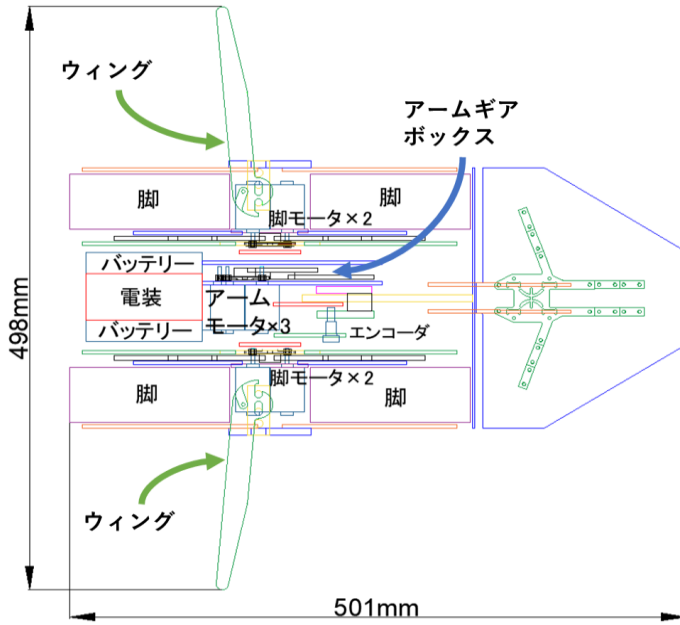 ウィング
アームギア
ボックス
脚
脚
脚モータ×2
バッテリー
電装
アーム
モータ×3
バッテリー
エンコーダ
脚モータ×2
脚
脚
ウィング
498mm
501mm